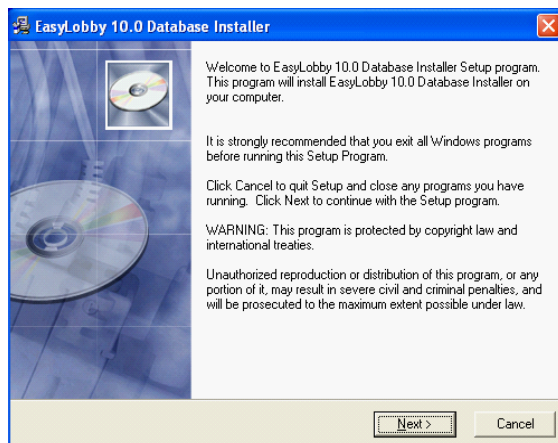 EasyLobby 10.0 Database Installer
Welcome to EasyLobby 10.0 Database Installer Setup program.
This program will install EasyLobby 10.0 Database Installer on
your computer.
It is strongly recommended that you exit all Windows programs
before running this Setup Program.
Click Cancel to quit Setup and close any programs you have
running. Click Next to continue with the Setup program.
WARNING: This program is protected by copyright law and
international treaties.
Unauthorized reproduction or distribution of this program, or any
portion of it, may result in severe civil and criminal penalties, and
will be prosecuted to the maximum extent possible under law.
Next >
Cancel